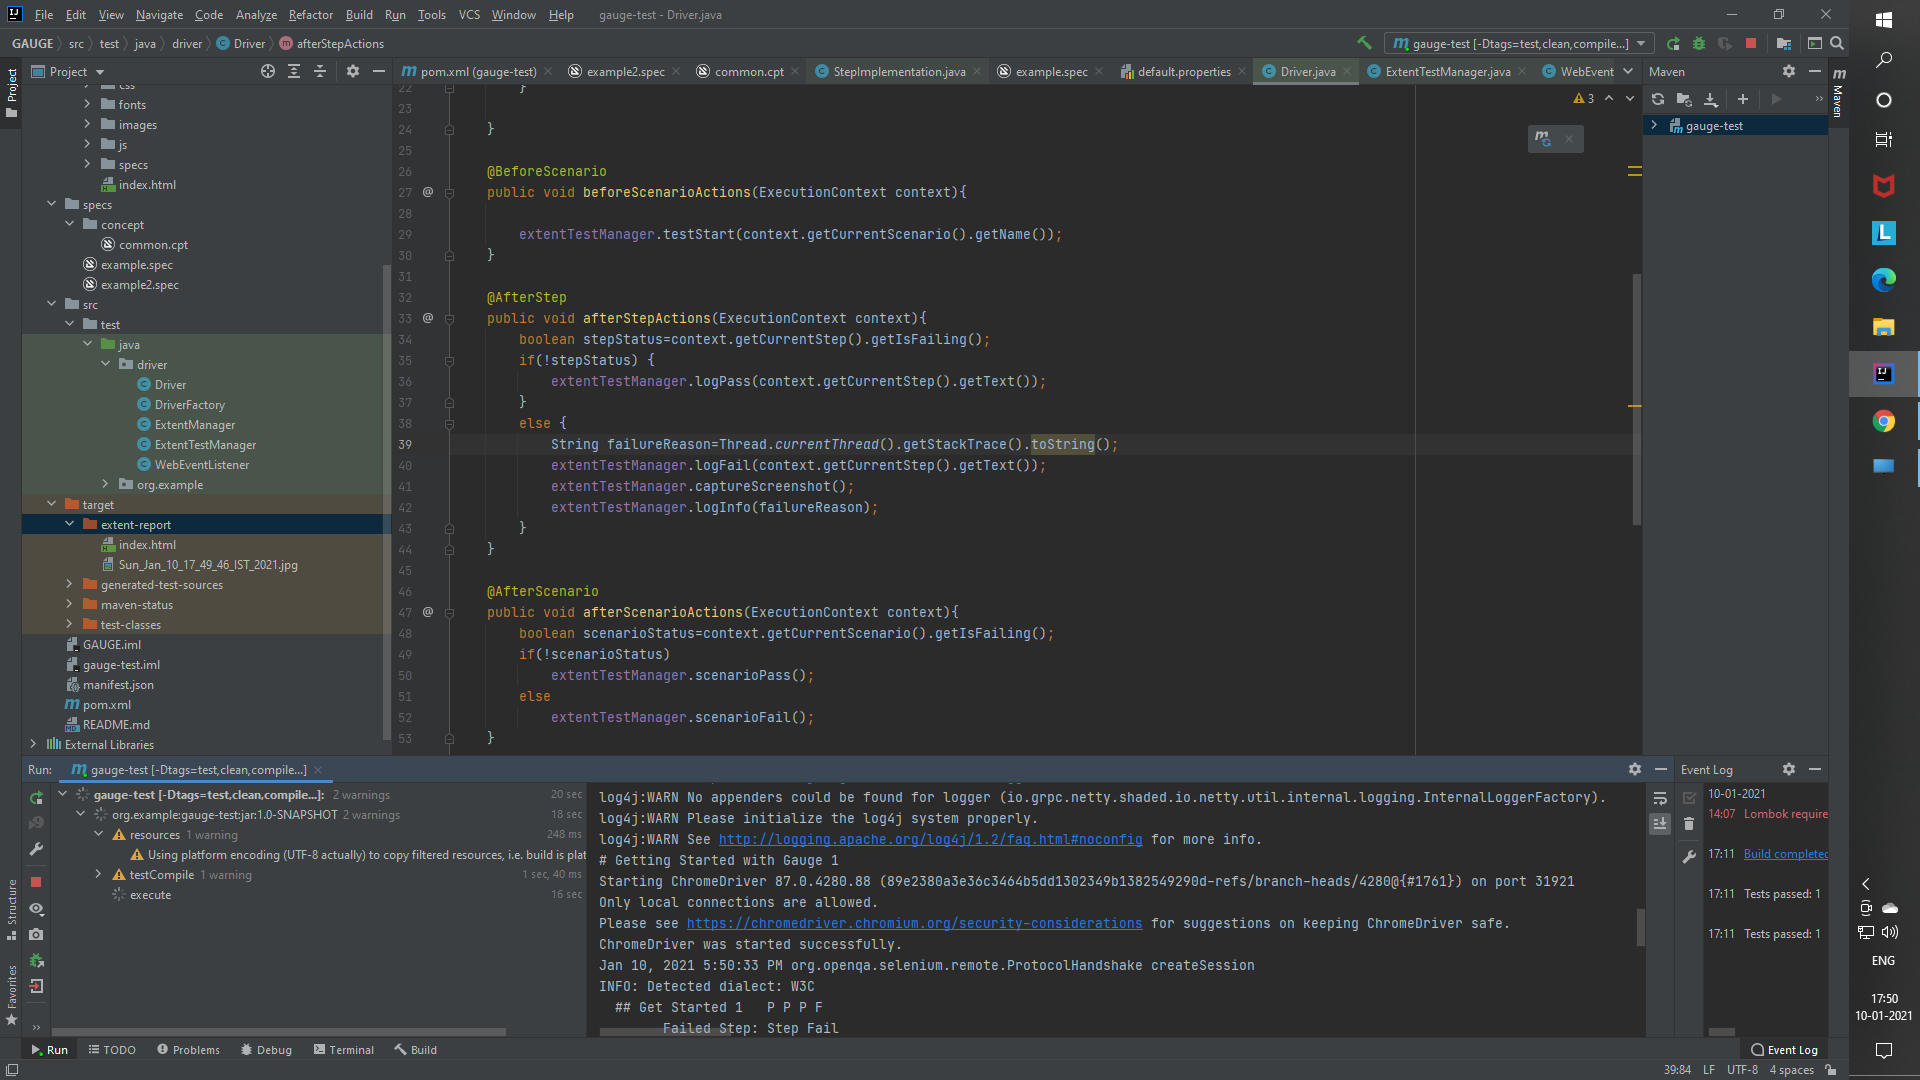 File Edit View Navigate Code Analyze Refactor Build Run Tools VCS Window Help gauge-test - Driver.java
GAUGE src test java driver Driver afterStepActions
gauge-test [-Dtags=test,clean,compile...]
Project
Project
pom.xml (gauge-test) example2.spec common.cpt StepImplementation.java example.spec default.properties Driver.java ExtentTestManager.java WebEvent
Maven
Maven
gauge-test
css
fonts
images
js
specs
index.html
specs
concept
common.cpt
example.spec
example2.spec
src
test
java
driver
Driver
DriverFactory
ExtentManager
ExtentTestManager
WebEventListener
org.example
target
extent-report
index.html
Sun_Jan_10_17_49_46_IST_2021.jpg
generated-test-sources
maven-status
test-classes
GAUGE.iml
gauge-test.iml
manifest.json
pom.xml
README.md
External Libraries
3
22 }
23
24 }
25
26 @BeforeScenario
27 public void beforeScenarioActions(ExecutionContext context){
28
29 extentTestManager.testStart(context.getCurrentScenario().getName());
30 }
31
32 @AfterStep
33 public void afterStepActions(ExecutionContext context){
34 boolean stepStatus=context.getCurrentStep().getIsFailing();
35 if(!stepStatus) {
36 extentTestManager.logPass(context.getCurrentStep().getText());
37 }
38 else {
39 String failureReason=Thread.currentThread().getStackTrace().toString();
40 extentTestManager.logFail(context.getCurrentStep().getText());
41 extentTestManager.captureScreenshot();
42 extentTestManager.logInfo(failureReason);
43 }
44 }
45
46 @AfterScenario
47 public void afterScenarioActions(ExecutionContext context){
48 boolean scenarioStatus=context.getCurrentScenario().getIsFailing();
49 if(!scenarioStatus)
50 extentTestManager.scenarioPass();
51 else
52 extentTestManager.scenarioFail();
53 }
Run: gauge-test [-Dtags=test,clean,compile...]
gauge-test [-Dtags=test,clean,compile...]: 2 warnings 20 sec
org.example:gauge-test:jar:1.0-SNAPSHOT 2 warnings 18 sec
resources 1 warning 248 ms
Using platform encoding (UTF-8 actually) to copy filtered resources, i.e. build is plat
testCompile 1 warning 1 sec, 40 ms
execute 16 sec
log4j:WARN No appenders could be found for logger (io.grpc.netty.shaded.io.netty.util.internal.logging.InternalLoggerFactory).
log4j:WARN Please initialize the log4j system properly.
log4j:WARN See http://logging.apache.org/log4j/1.2/faq.html#noconfig for more info.
# Getting Started with Gauge 1
Starting ChromeDriver 87.0.4280.88 (89e2380a3e36c3464b5dd1302349b1382549290d-refs/branch-heads/4280@{#1761}) on port 31921
Only local connections are allowed.
Please see https://chromedriver.chromium.org/security-considerations for suggestions on keeping ChromeDriver safe.
ChromeDriver was started successfully.
Jan 10, 2021 5:50:33 PM org.openqa.selenium.remote.ProtocolHandshake createSession
INFO: Detected dialect: W3C
## Get Started 1 P P P F
Failed Step: Step Fail
Event Log
10-01-2021
14:07 Lombok require
17:11 Build completed
17:11 Tests passed: 1
17:11 Tests passed: 1
Structure
Favorites
Run TODO Problems Debug Terminal Build Event Log
39:84 LF UTF-8 4 spaces
ENG
17:50
10-01-2021